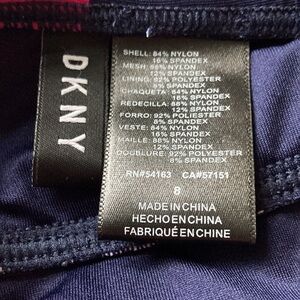 DKNY
SHELL: 84% NYLON
16% SPANDEX
MESH: 88% NYLON
12% SPANDEX
LINING: 92% POLYESTER
8% SPANDEX
CHAQUETA: 84% NYLON
16% SPANDEX
REDECILLA: 88% NYLON
12% SPANDEX
FORRO: 92% POLIESTER
8% SPANDEX
VESTE: 84% NYLON
16% SPANDEX
MAILLE: 88% NYLON
12% SPANDEX
DOUBLURE: 92% POLYESTER
8% SPANDEX
RN#54163 CA#57151
8
MADE IN CHINA
HECHO EN CHINA
FABRIQUÉ EN CHINE